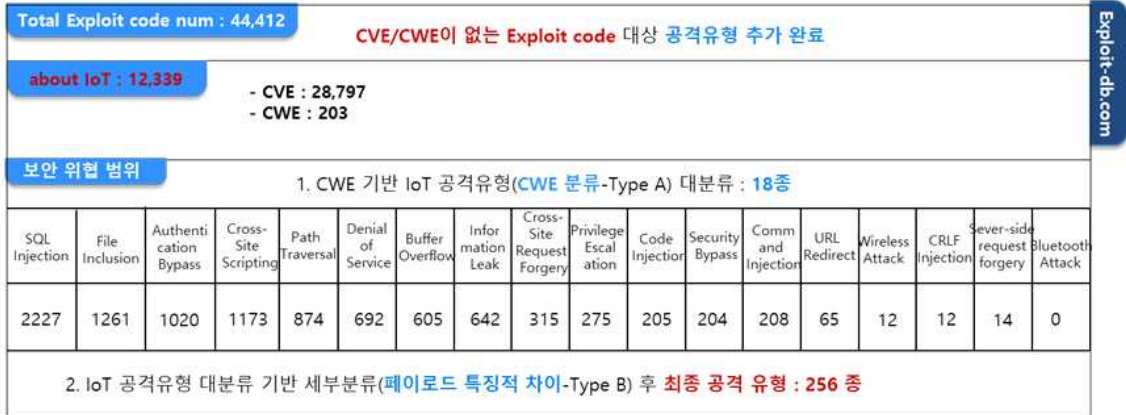 Total Exploit code num : 44,412
CVE/CWE이 없는 Exploit code 대상 공격유형 추가 완료
Exploit-db.com
about IoT : 12,339
- CVE : 28,797
- CWE : 203
보안 위협 범위
1. CWE 기반 IoT 공격유형(CWE 분류-Type A) 대분류 : 18종
SQL Injection
File Inclusion
Authenti cation Bypass
Cross- Site Scripting
Path Traversal
Denial of Service
Buffer Overflow
Infor mation Leak
Cross- Site Request Forgery
Privilege Escal ation
Code Injection
Security Bypass
Comm and Injection
URL Redirect
Wireless Attack
CRLF Injection
Sever-side request forgery
Bluetooth Attack
2227 1261 1020 1173 874 692 605 642 315 275 205 204 208 65 12 12 14 0
2. IoT 공격유형 대분류 기반 세부분류(페이로드 특징적 차이-Type B) 후 최종 공격 유형 : 256 종